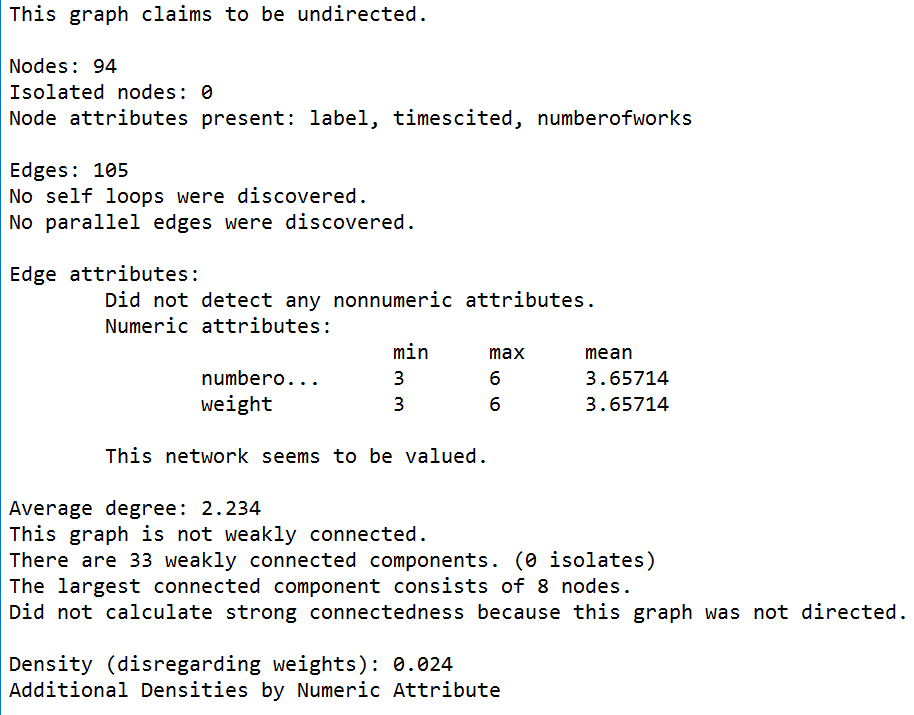 This graph claims to be undirected.
Nodes: 94
Isolated nodes: 0
Node attributes present: label, timescited, numberofworks
Edges: 105
No self loops were discovered.
No parallel edges were discovered.
Edge attributes:
Did not detect any nonnumeric attributes.
Numeric attributes:
min max mean
numbero... 3 6 3.65714
weight 3 6 3.65714
This network seems to be valued.
Average degree: 2.234
This graph is not weakly connected.
There are 33 weakly connected components. (0 isolates)
The largest connected component consists of 8 nodes.
Did not calculate strong connectedness because this graph was not directed.
Density (disregarding weights): 0.024
Additional Densities by Numeric Attribute